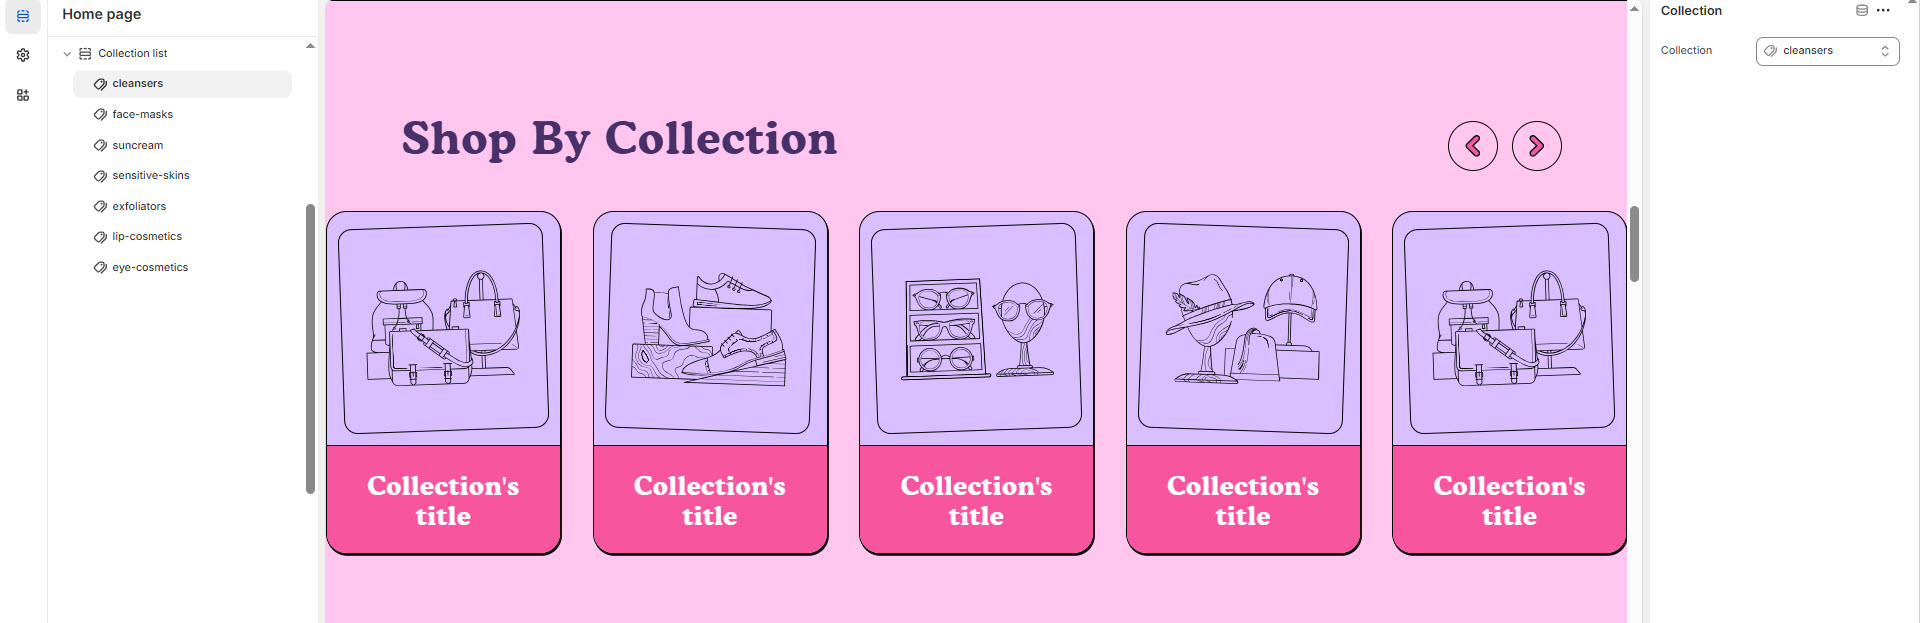 Home page
Collection list
cleansers
face-masks
suncream
sensitive-skins
exfoliators
lip-cosmetics
eye-cosmetics
Shop By Collection
Collection's
title
Collection's
title
Collection's
title
Collection's
title
Collection's
title
Collection
Collection
cleansers